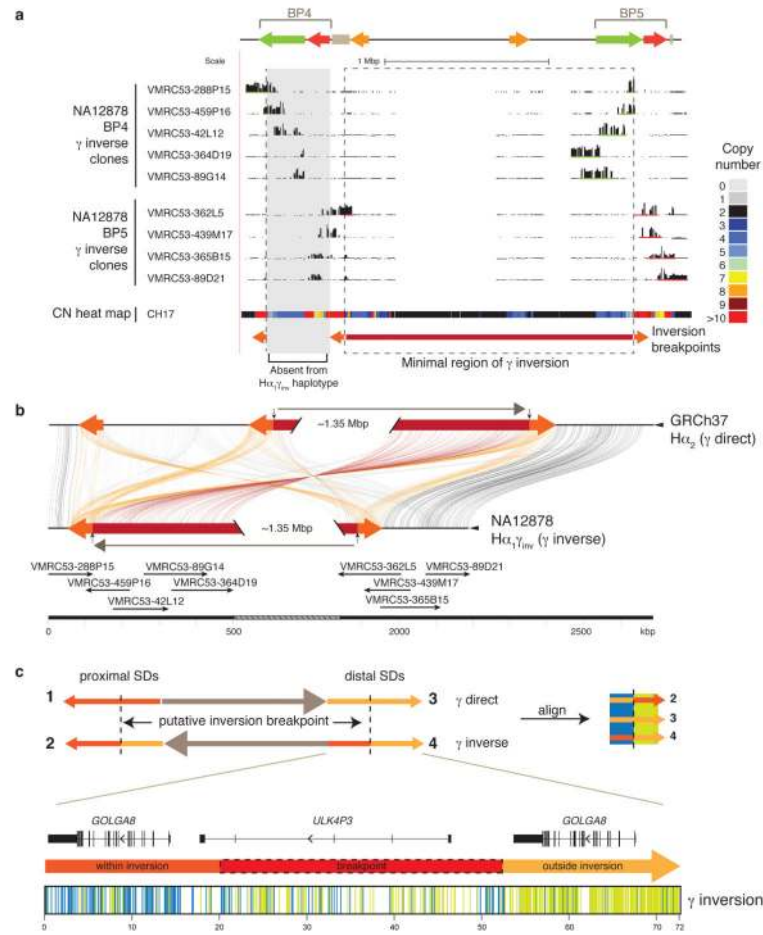 a
BP4
BP5
Scale
1 Mbp
NA12878
BP4
γ inverse
clones
VMRC53-288P15
VMRC53-459P16
VMRC53-42L12
VMRC53-364D19
VMRC53-89G14
NA12878
BP5
γ inverse
clones
VMRC53-362L5
VMRC53-439M17
VMRC53-365B15
VMRC53-89D21
CN heat map
CH17
Copy
number
0
1
2
3
4
5
6
7
8
9
>10
Inversion
breakpoints
Absent from
Hα₁γinv haplotype
Minimal region of γ inversion
b
~1.35 Mbp
GRCh37
Hα₂ (γ direct)
~1.35 Mbp
NA12878
Hα₁γinv (γ inverse)
VMRC53-288P15
VMRC53-89G14
VMRC53-362L5
VMRC53-89D21
VMRC53-459P16
VMRC53-364D19
VMRC53-439M17
VMRC53-42L12
VMRC53-365B15
0
500
2000
2500
kbp
c
proximal SDs
distal SDs
1
3
γ direct
putative inversion breakpoint
2
4
γ inverse
align
2
3
4
GOLGA8
ULK4P3
GOLGA8
within inversion
breakpoint
outside inversion
γ inversion
0
10
20
30
40
50
60
70
72